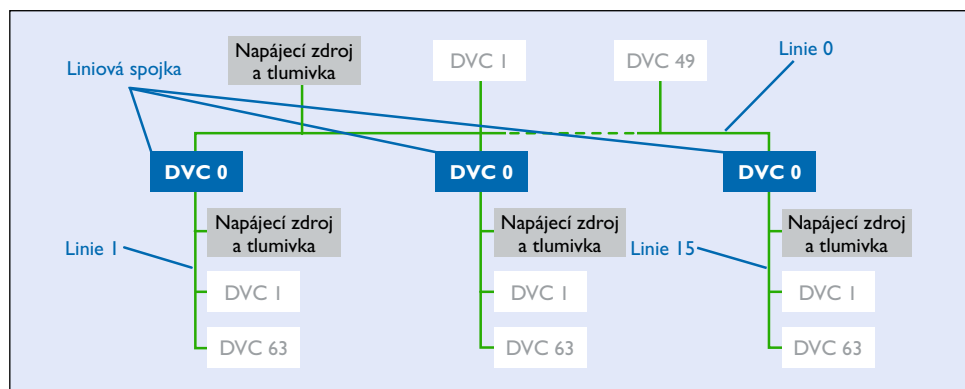 Napájecí zdroj
a tlumivka
DVC 1
DVC 49
Linie 0
Liniová spojka
DVC 0
DVC 0
DVC 0
Napájecí zdroj
a tlumivka
Napájecí zdroj
a tlumivka
Napájecí zdroj
a tlumivka
Linie 1
Linie 15
DVC 1
DVC 1
DVC 1
DVC 63
DVC 63
DVC 63